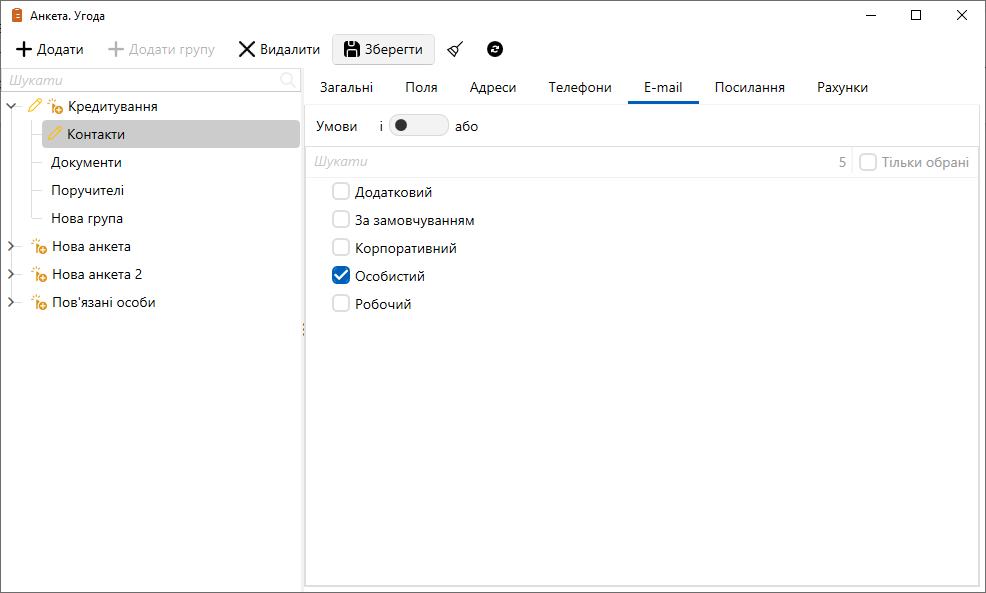 Анкета. Угода
Додати
Додати групу
Видалити
Зберегти
Шукати
Кредитування
Контакти
Документи
Поручителі
Нова група
Нова анкета
Нова анкета 2
Пов'язані особи
Загальні
Поля
Адреси
Телефони
E-mail
Посилання
Рахунки
Умови і або
Шукати 5 Тільки обрані
Додатковий
За замовчуванням
Корпоративний
Особистий
Робочий